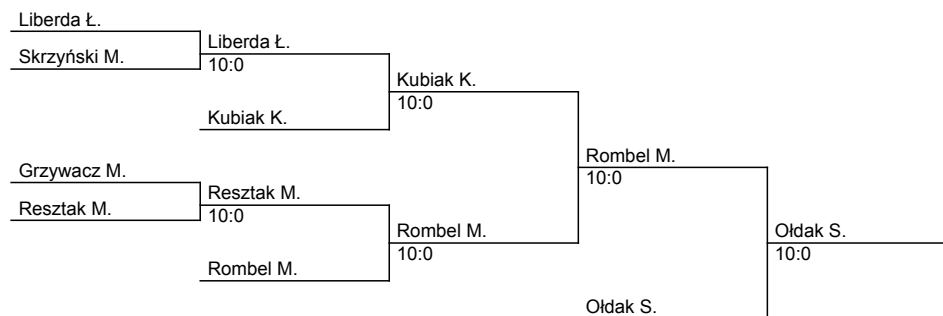 Liberda Ł.
Skrzyński M.
Liberda Ł.
10:0
Kubiak K.
Kubiak K.
10:0
Grzywacz M.
Resztak M.
Resztak M.
10:0
Rombel M.
Rombel M.
10:0
Rombel M.
10:0
Ołdak S.
Ołdak S.
10:0